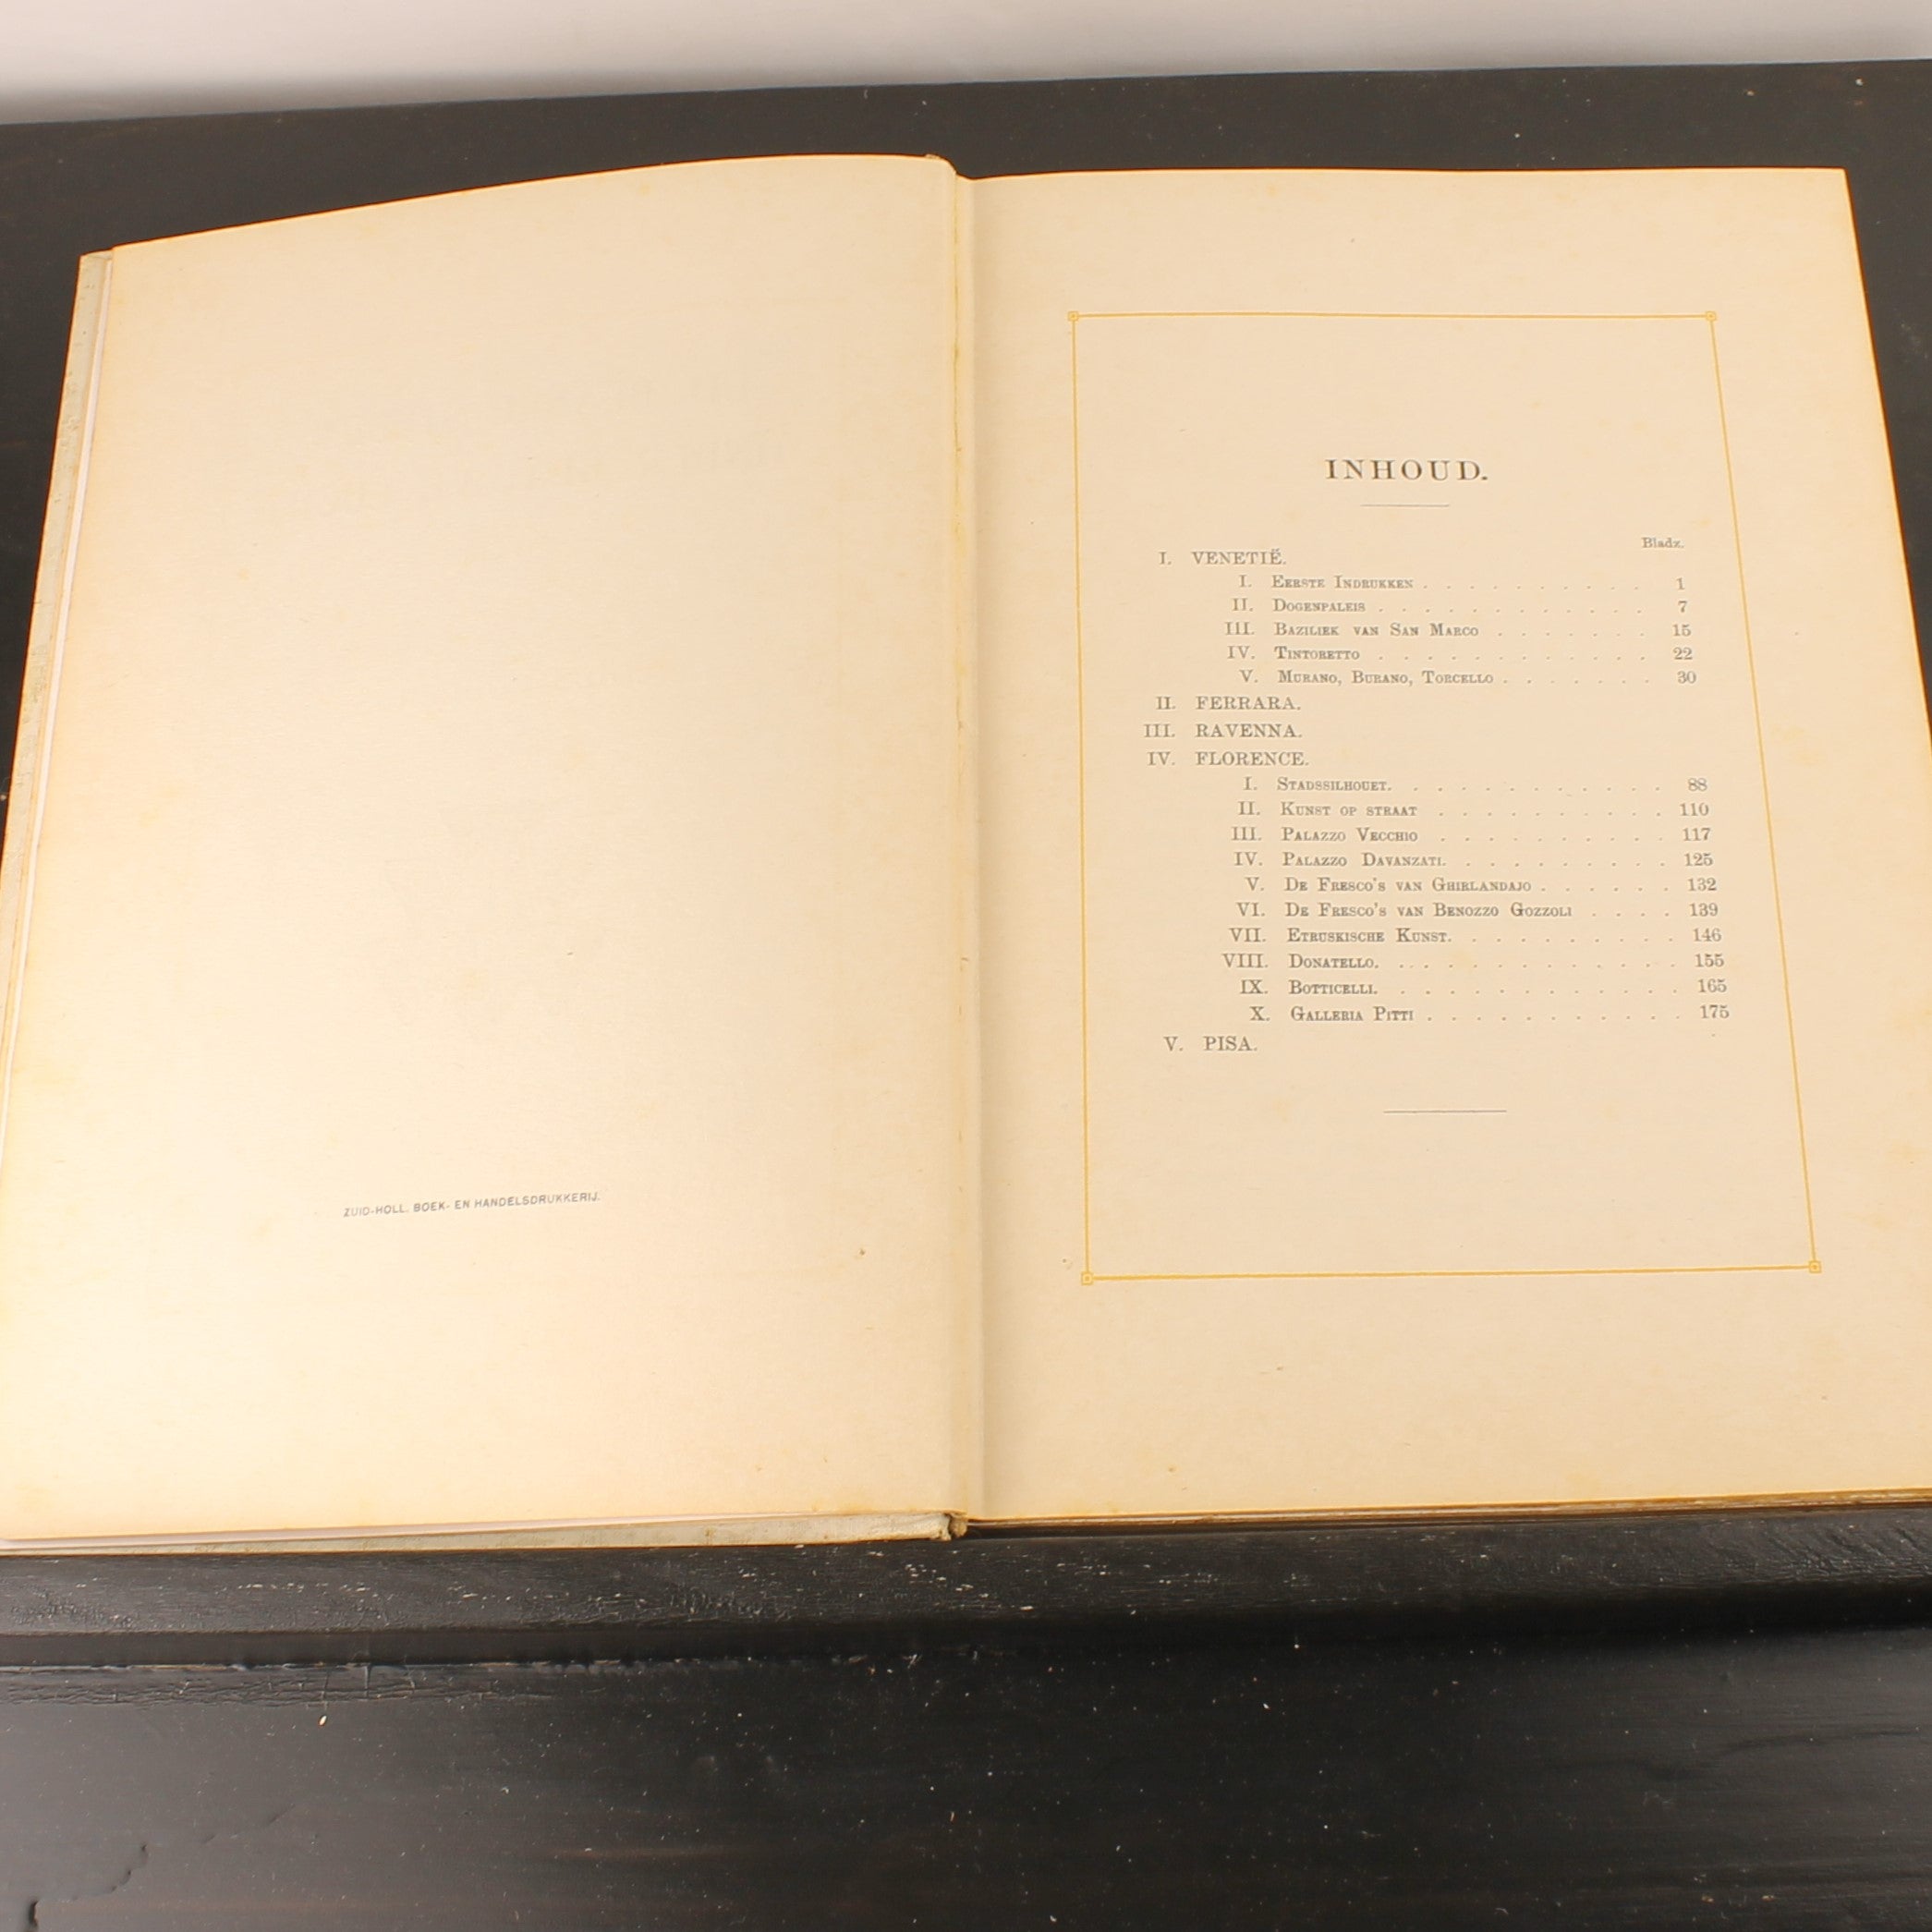 ZUID-HOLL. BOEK- EN HANDELSDRUKKERIJ.
INHOUD.
Bladz.
I. VENETIË.
I. Eerste Indrukken . . . . . . . . . . 1
II. Dogenpaleis . . . . . . . . . . . 7
III. Baziliek van San Marco . . . . . . . 15
IV. Tintoretto . . . . . . . . . . . 22
V. Murano, Burano, Torcello . . . . . . . 30
II. FERRARA.
III. RAVENNA.
IV. FLORENCE.
I. Stadssilhouet. . . . . . . . . . . 88
II. Kunst op straat . . . . . . . . . . 110
III. Palazzo Vecchio . . . . . . . . . . 117
IV. Palazzo Davanzati. . . . . . . . . . 125
V. De Fresco's van Ghirlandajo . . . . . . 132
VI. De Fresco's van Benozzo Gozzoli . . . . 139
VII. Etruskische Kunst. . . . . . . . . . 146
VIII. Donatello. . . . . . . . . . . . . 155
IX. Botticelli. . . . . . . . . . . . 165
X. Galleria Pitti . . . . . . . . . . . 175
V. PISA.